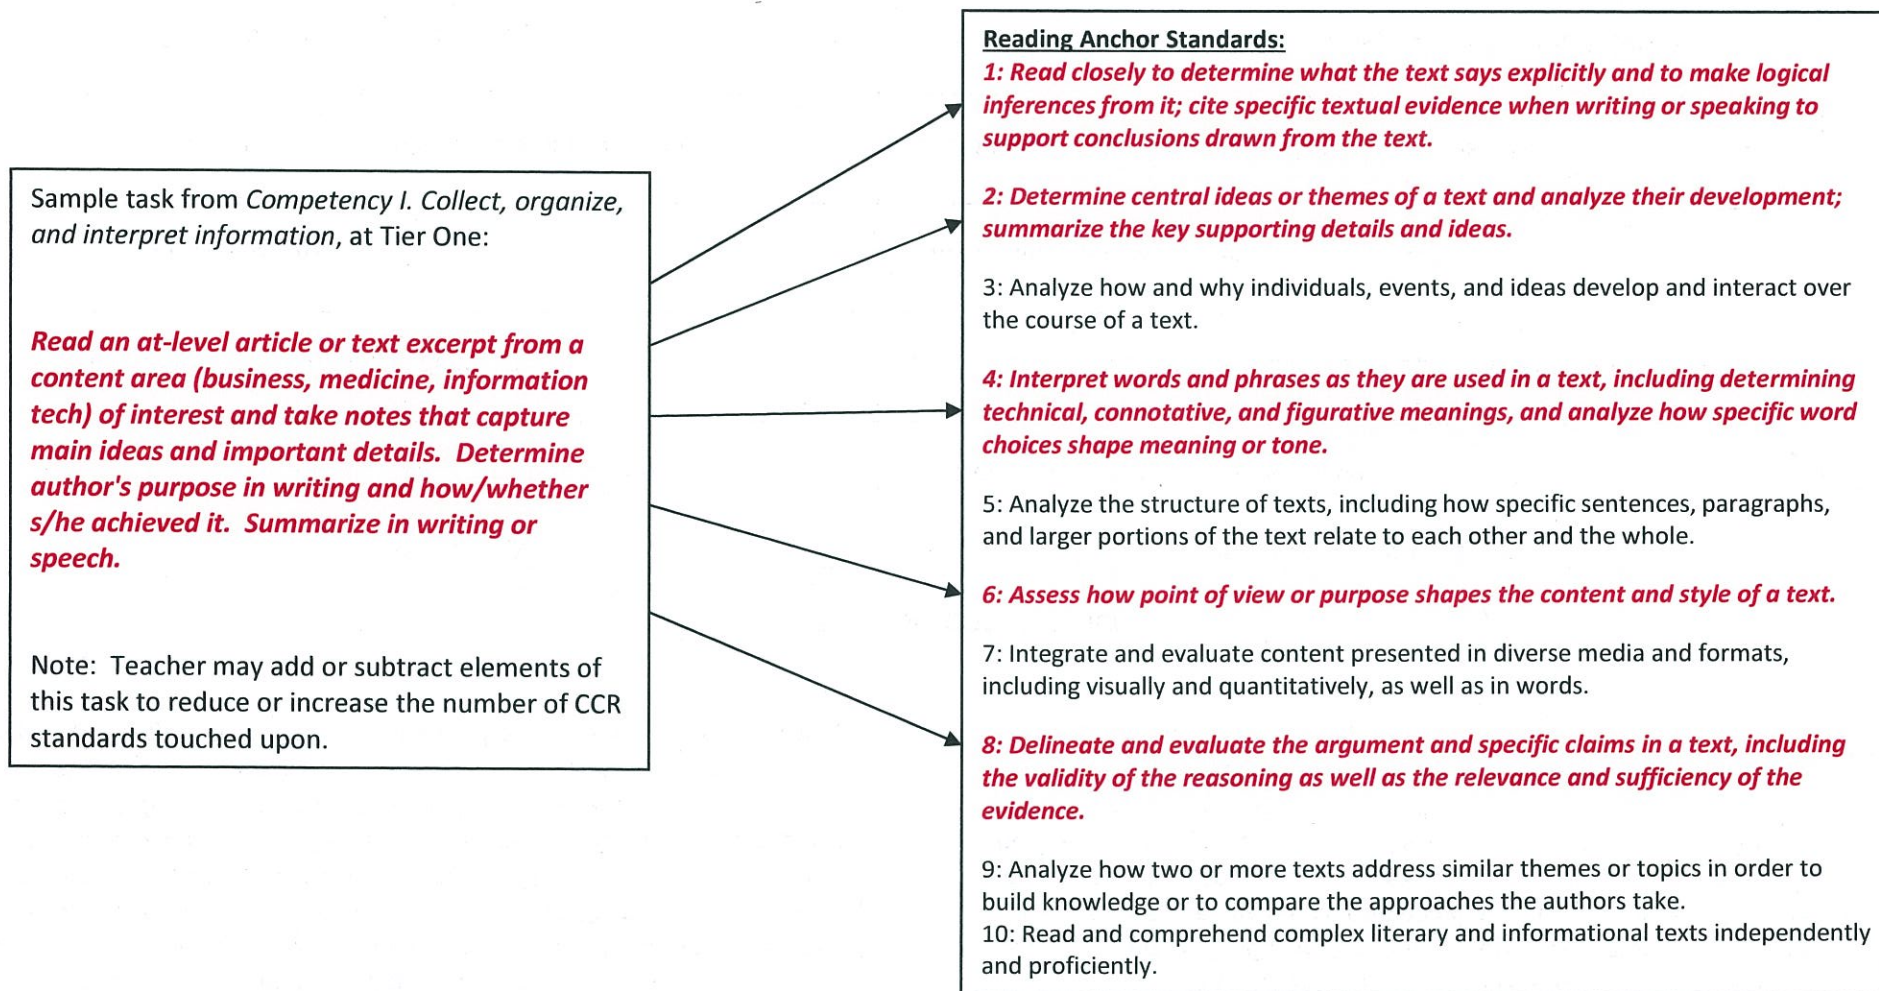 Sample task from Competency I. Collect, organize,
and interpret information, at Tier One:
Read an at-level article or text excerpt from a
content area (business, medicine, information
tech) of interest and take notes that capture
main ideas and important details.  Determine
author's purpose in writing and how/whether
s/he achieved it.  Summarize in writing or
speech.
Note:  Teacher may add or subtract elements of
this task to reduce or increase the number of CCR
standards touched upon.
Reading Anchor Standards:
1: Read closely to determine what the text says explicitly and to make logical
inferences from it; cite specific textual evidence when writing or speaking to
support conclusions drawn from the text.
2: Determine central ideas or themes of a text and analyze their development;
summarize the key supporting details and ideas.
3: Analyze how and why individuals, events, and ideas develop and interact over
the course of a text.
4: Interpret words and phrases as they are used in a text, including determining
technical, connotative, and figurative meanings, and analyze how specific word
choices shape meaning or tone.
5: Analyze the structure of texts, including how specific sentences, paragraphs,
and larger portions of the text relate to each other and the whole.
6: Assess how point of view or purpose shapes the content and style of a text.
7: Integrate and evaluate content presented in diverse media and formats,
including visually and quantitatively, as well as in words.
8: Delineate and evaluate the argument and specific claims in a text, including
the validity of the reasoning as well as the relevance and sufficiency of the
evidence.
9: Analyze how two or more texts address similar themes or topics in order to
build knowledge or to compare the approaches the authors take.
10: Read and comprehend complex literary and informational texts independently
and proficiently.